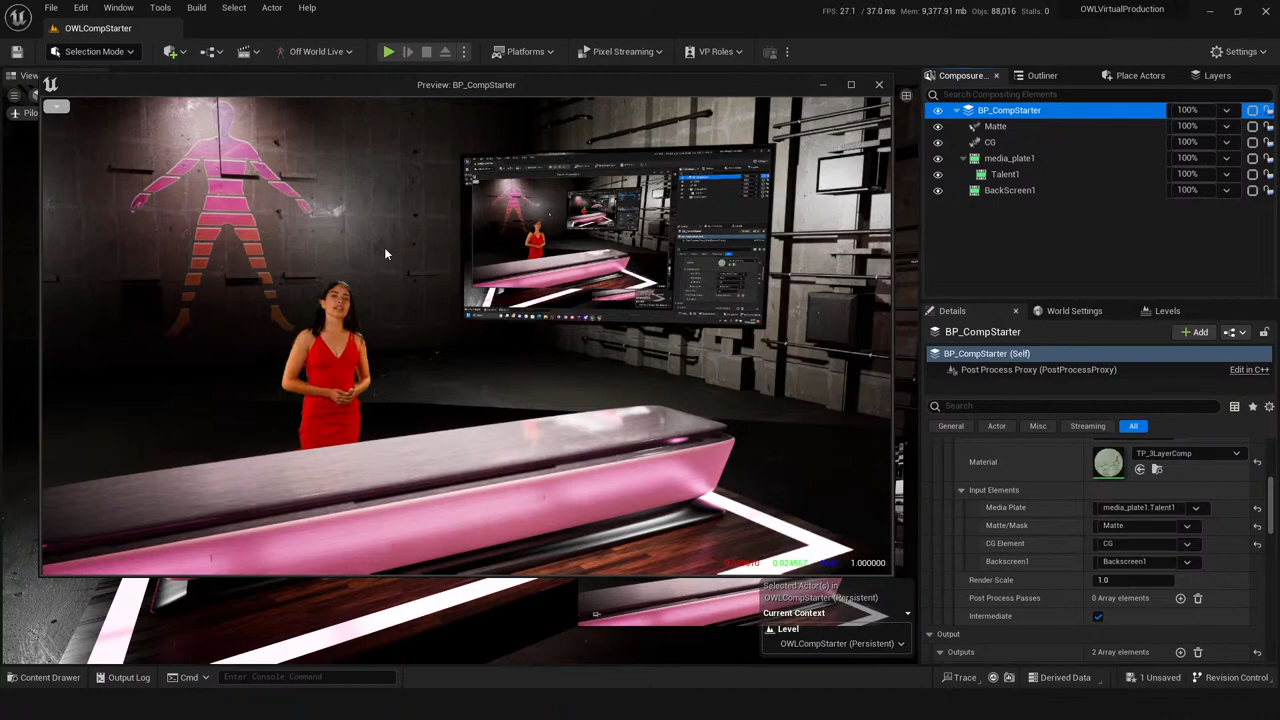 File Edit Window Tools Build Select Actor Help
FPS: 27.1 / 37.0 ms Mem: 9,377.91 mb Objs: 88,016 Stalls: 0
OWLVirtualProduction
OWLCompStarter
Selection Mode
Off World Live
Platforms
Pixel Streaming
VP Roles
Settings
View
Pilo
Preview: BP_CompStarter
Composure...
Outliner
Place Actors
Layers
Search Compositing Elements
BP_CompStarter 100%
Matte 100%
CG 100%
media_plate1 100%
Talent1 100%
BackScreen1 100%
Details
World Settings
Levels
BP_CompStarter
Add
BP_CompStarter (Self)
Post Process Proxy (PostProcessProxy)
Edit in C++
Search
General Actor Misc Streaming All
Material TP_3LayerComp
Input Elements
Media Plate media_plate1.Talent1
Matte/Mask Matte
CG Element CG
Backscreen1 Backscreen1
Render Scale 1.0
Post Process Passes 0 Array elements
Intermediate
Output
Outputs 2 Array elements
1.000000
Selected Actor(s) in
OWLCompStarter (Persistent)
Current Context
Level
OWLCompStarter (Persistent)
Content Drawer
Output Log
Cmd
Enter Console Command
Trace
Derived Data
1 Unsaved
Revision Control